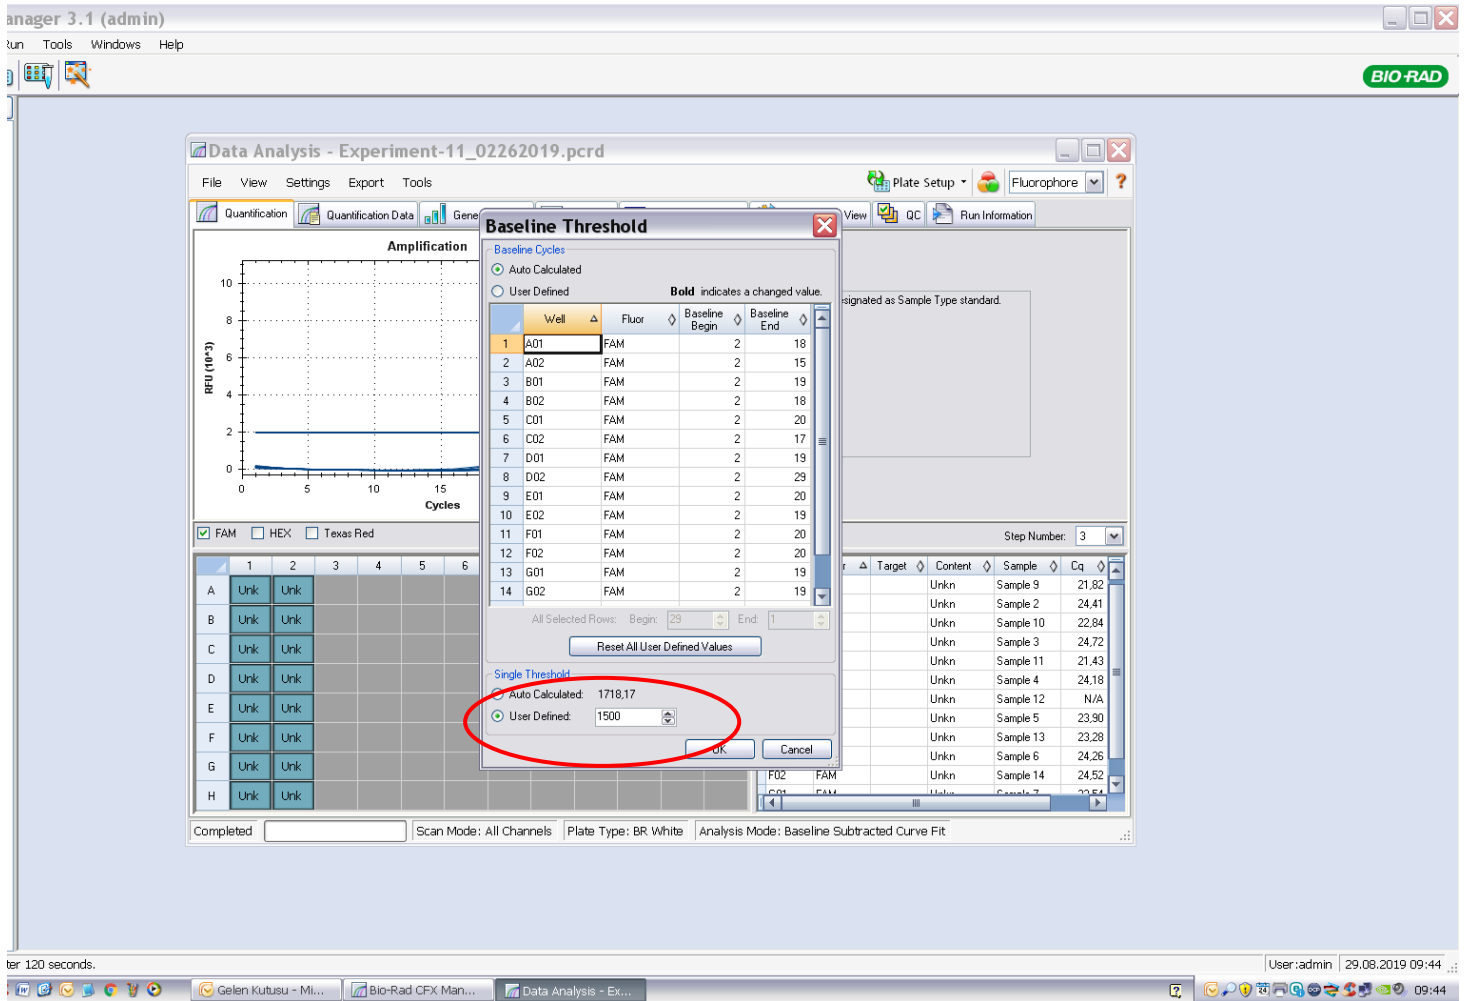 anager 3.1 (admin)
Run Tools Windows Help
BIO-RAD
Data Analysis - Experiment-11_02262019.pcrd
File View Settings Export Tools
Plate Setup Fluorophore ?
Quantification Quantification Data Gene View QC Run Information
Amplification
RFU (10^3)
10
8
6
4
2
0
0 5 10 15
Cycles
Baseline Threshold
Baseline Cycles
Auto Calculated
User Defined Bold indicates a changed value.
Well Fluor Baseline Begin Baseline End
1 A01 FAM 2 18
2 A02 FAM 2 15
3 B01 FAM 2 19
4 B02 FAM 2 18
5 C01 FAM 2 20
6 C02 FAM 2 17
7 D01 FAM 2 19
8 D02 FAM 2 29
9 E01 FAM 2 20
10 E02 FAM 2 19
11 F01 FAM 2 20
12 F02 FAM 2 20
13 G01 FAM 2 19
14 G02 FAM 2 19
All Selected Rows: Begin: 29 End: 1
Reset All User Defined Values
Single Threshold
Auto Calculated: 1718,17
User Defined: 1500
OK Cancel
esignated as Sample Type standard.
FAM HEX Texas Red
Step Number: 3
1 2 3 4 5 6
A Unk Unk
B Unk Unk
C Unk Unk
D Unk Unk
E Unk Unk
F Unk Unk
G Unk Unk
H Unk Unk
r Target Content Sample Cq
Unkn Sample 9 21,82
Unkn Sample 2 24,41
Unkn Sample 10 22,84
Unkn Sample 3 24,72
Unkn Sample 11 21,43
Unkn Sample 4 24,18
Unkn Sample 12 N/A
Unkn Sample 5 23,90
Unkn Sample 13 23,28
Unkn Sample 6 24,26
F02 FAM Unkn Sample 14 24,52
G01 FAM Unkn Sample 7 22,54
Completed Scan Mode: All Channels Plate Type: BR White Analysis Mode: Baseline Subtracted Curve Fit
ter 120 seconds.
User:admin 29.08.2019 09:44
Gelen Kutusu - Mi... Bio-Rad CFX Man... Data Analysis - Ex...
09:44